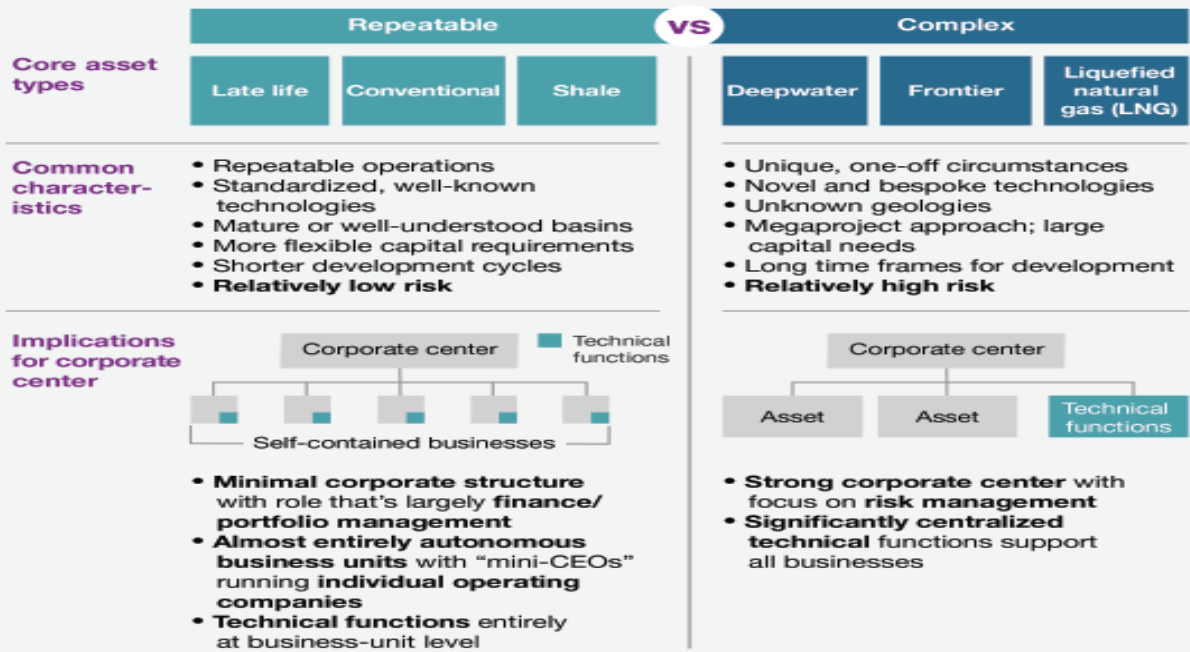 Repeatable
vs
Complex
Core asset
types
Late life
Conventional
Shale
Deepwater
Frontier
Liquefied
natural
gas (LNG)
Common
character-
istics
• Repeatable operations
• Standardized, well-known
technologies
• Mature or well-understood basins
• More flexible capital requirements
• Shorter development cycles
• Relatively low risk
• Unique, one-off circumstances
• Novel and bespoke technologies
• Unknown geologies
• Megaproject approach; large
capital needs
• Long time frames for development
• Relatively high risk
Implications
for corporate
center
Corporate center
Technical
functions
Self-contained businesses
• Minimal corporate structure
with role that's largely finance/
portfolio management
• Almost entirely autonomous
business units with “mini-CEOs”
running individual operating
companies
• Technical functions entirely
at business-unit level
Corporate center
Asset
Asset
Technical
functions
• Strong corporate center with
focus on risk management
• Significantly centralized
technical functions support
all businesses